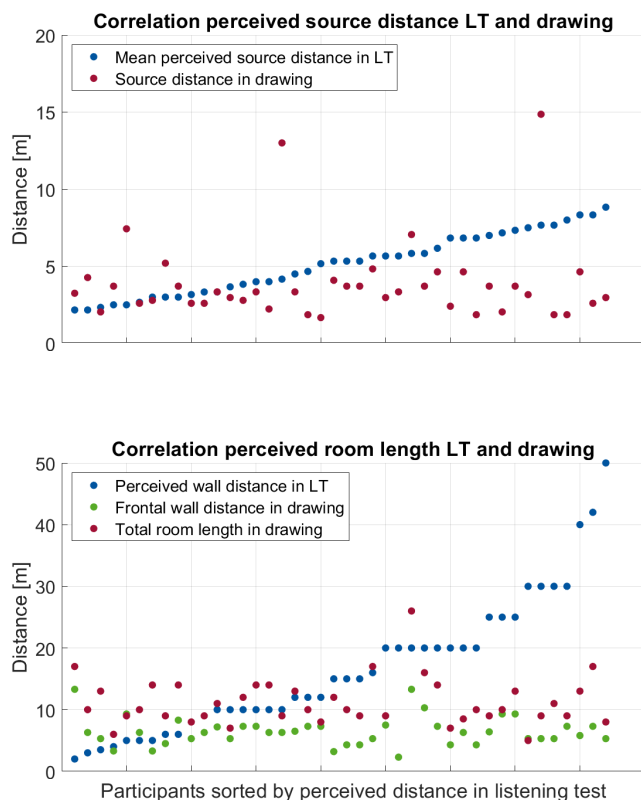 Correlation perceived source distance LT and drawing
20
Mean perceived source distance in LT
Source distance in drawing
15
Distance [m]
10
5
0
Correlation perceived room length LT and drawing
50
Perceived wall distance in LT
Frontal wall distance in drawing
Total room length in drawing
40
30
Distance [m]
20
10
0
Participants sorted by perceived distance in listening test